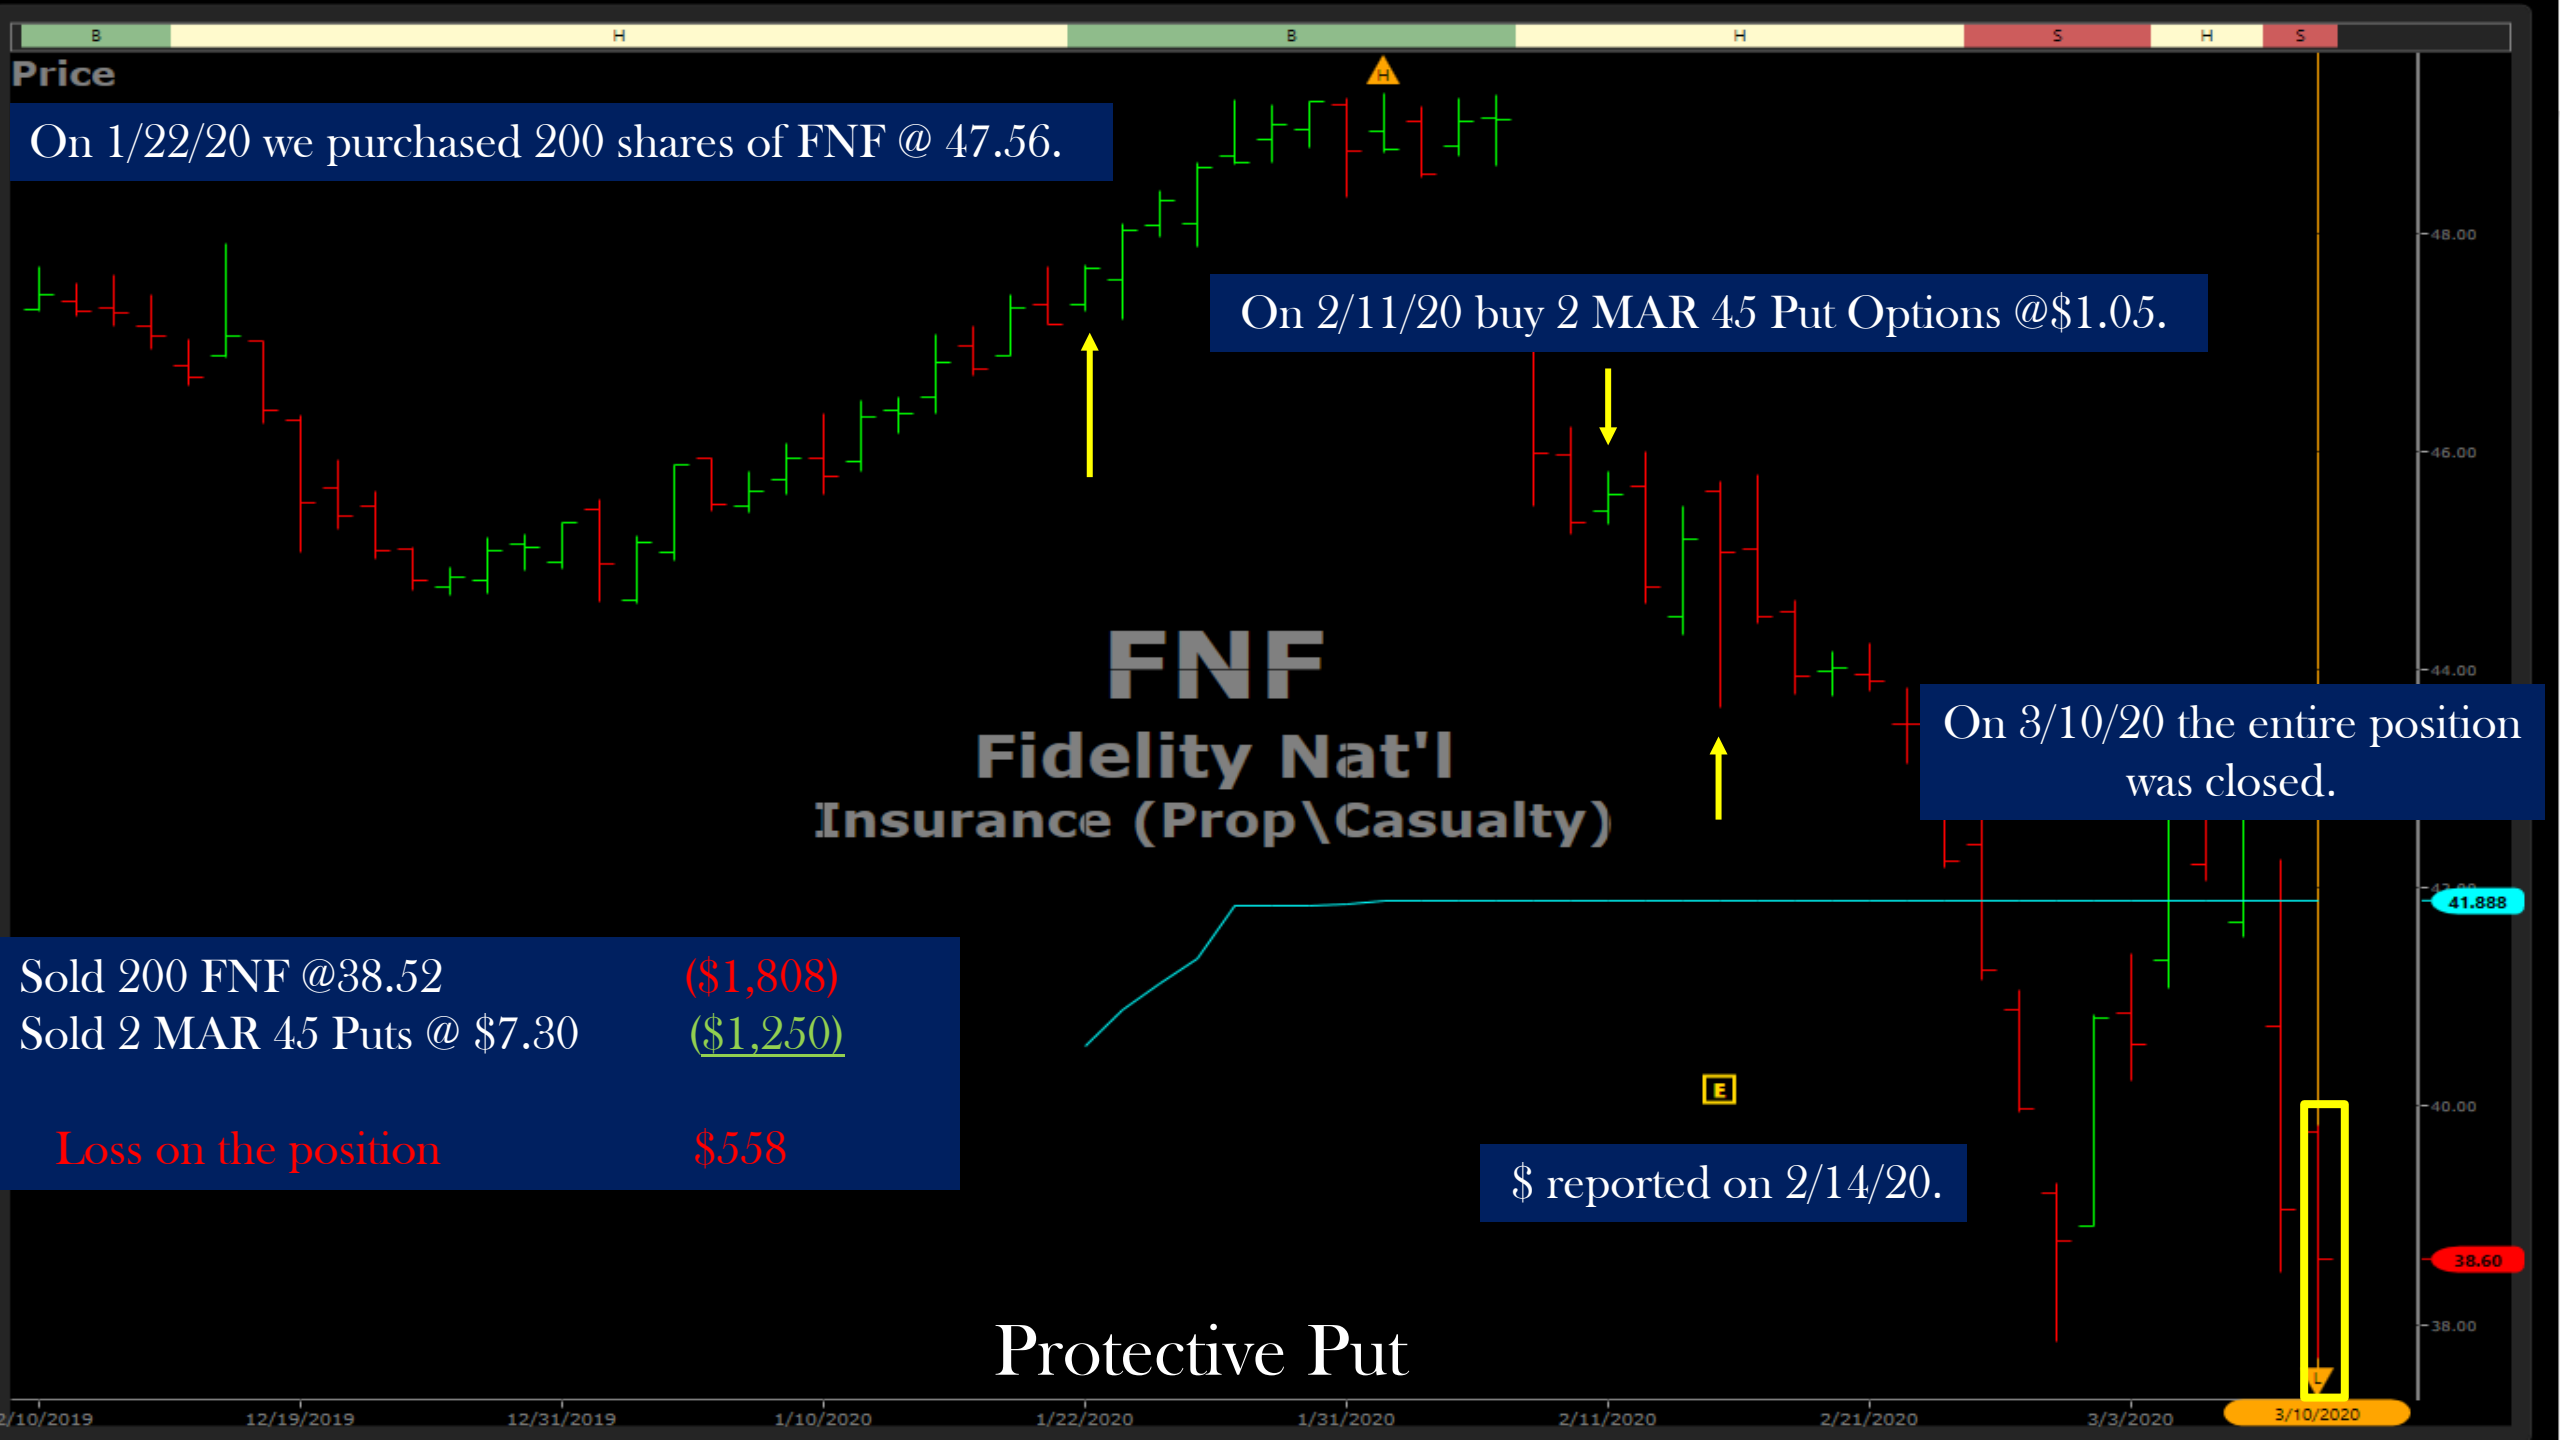 B H B H S H S
Price
H
On 1/22/20 we purchased 200 shares of FNF @ 47.56.
48.00
On 2/11/20 buy 2 MAR 45 Put Options @$1.05.
46.00
FNF
44.00
Fidelity Nat'l
Insurance (Prop\Casualty)
On 3/10/20 the entire position
was closed.
41.888
Sold 200 FNF @38.52 ($1,808)
Sold 2 MAR 45 Puts @ $7.30 ($1,250)
Loss on the position $558
E
40.00
$ reported on 2/14/20.
38.60
38.00
Protective Put
L
2/10/2019 12/19/2019 12/31/2019 1/10/2020 1/22/2020 1/31/2020 2/11/2020 2/21/2020 3/3/2020 3/10/2020